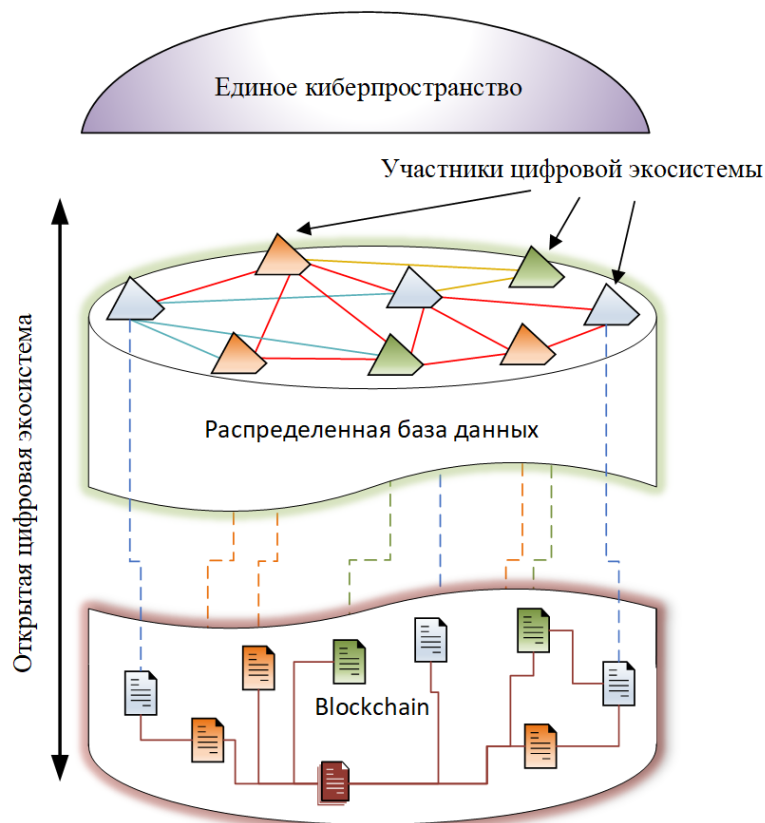 Единое киберпространство
Участники цифровой экосистемы
Открытая цифровая экосистема
Распределенная база данных
Blockchain